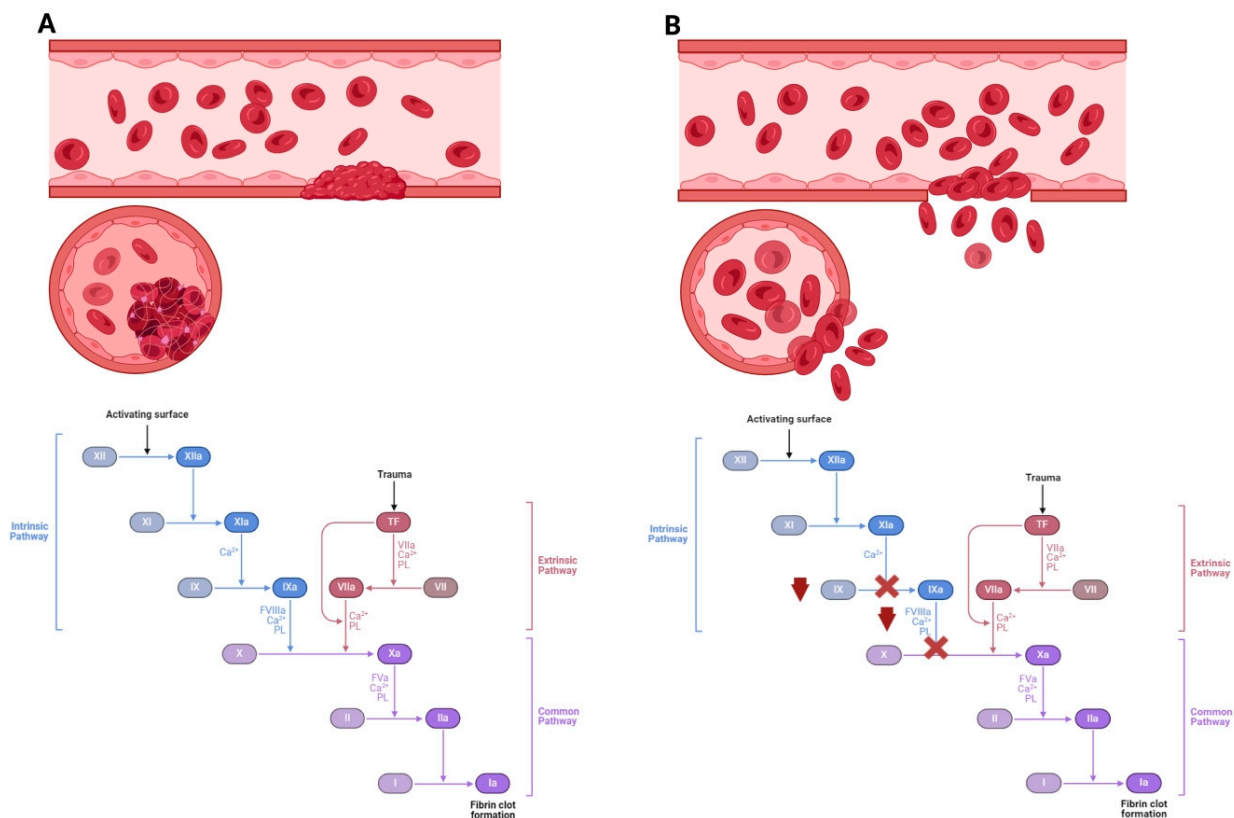 A
Activating surface
XII
XIIa
Trauma
XI
XIa
TF
Intrinsic
Pathway
Ca²⁺
VIIa
Ca²⁺
PL
Extrinsic
Pathway
IX
IXa
VIIa
VII
FVIIIa
Ca²⁺
PL
Ca²⁺
PL
X
Xa
FVa
Ca²⁺
PL
Common
Pathway
II
IIa
I
Ia
Fibrin clot
formation
B
Activating surface
XII
XIIa
Trauma
XI
XIa
TF
Intrinsic
Pathway
Ca²⁺
VIIa
Ca²⁺
PL
Extrinsic
Pathway
IX
IXa
VIIa
VII
FVIIIa
Ca²⁺
PL
Ca²⁺
PL
X
Xa
FVa
Ca²⁺
PL
Common
Pathway
II
IIa
I
Ia
Fibrin clot
formation